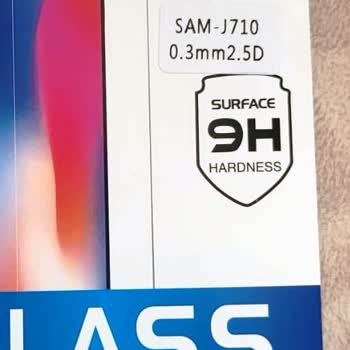 SAM-J710
0.3mm2.5D
SURFACE
9H
HARDNESS
LASS